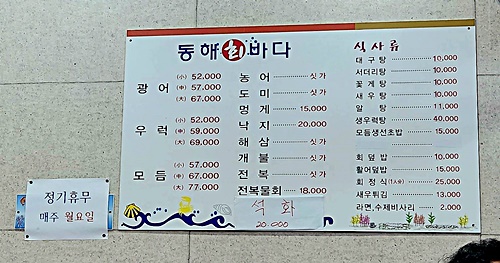 동해회바다
광어
(小) 52.000
(中) 57.000
(大) 67.000
우럭
(小) 52.000
(中) 59.000
(大) 69.000
모듬
(小) 57.000
(中) 67.000
(大) 77.000
농어 싯가
도미 싯가
멍게 15.000
낙지 20.000
해삼 싯가
개불 싯가
전복 싯가
전복물회 18.000
석화
20.000
식사류
대구탕 10,000
서더리탕 10,000
꽃게탕 10,000
새우탕 10,000
알탕 11,000
생우럭탕 40.000
모듬생선초밥 15.000
회덮밥 10.000
활어덮밥 15.000
회정식(1人分) 25.000
새우튀김 13.000
라면,수제비사리 2.000
정기휴무
매주 월요일